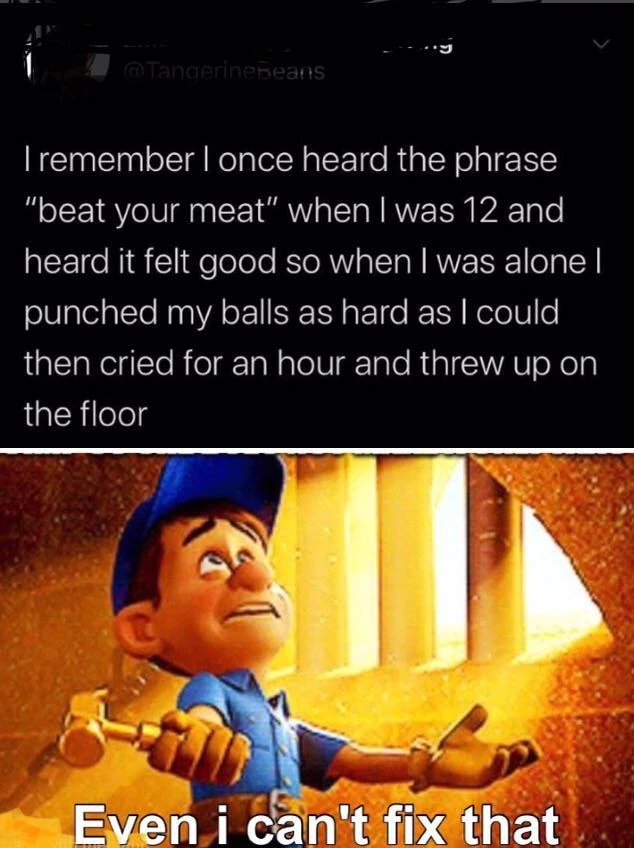 @TangerineBeans
I remember I once heard the phrase
"beat your meat" when I was 12 and
heard it felt good so when I was alone I
punched my balls as hard as I could
then cried for an hour and threw up on
the floor
Even i can't fix that